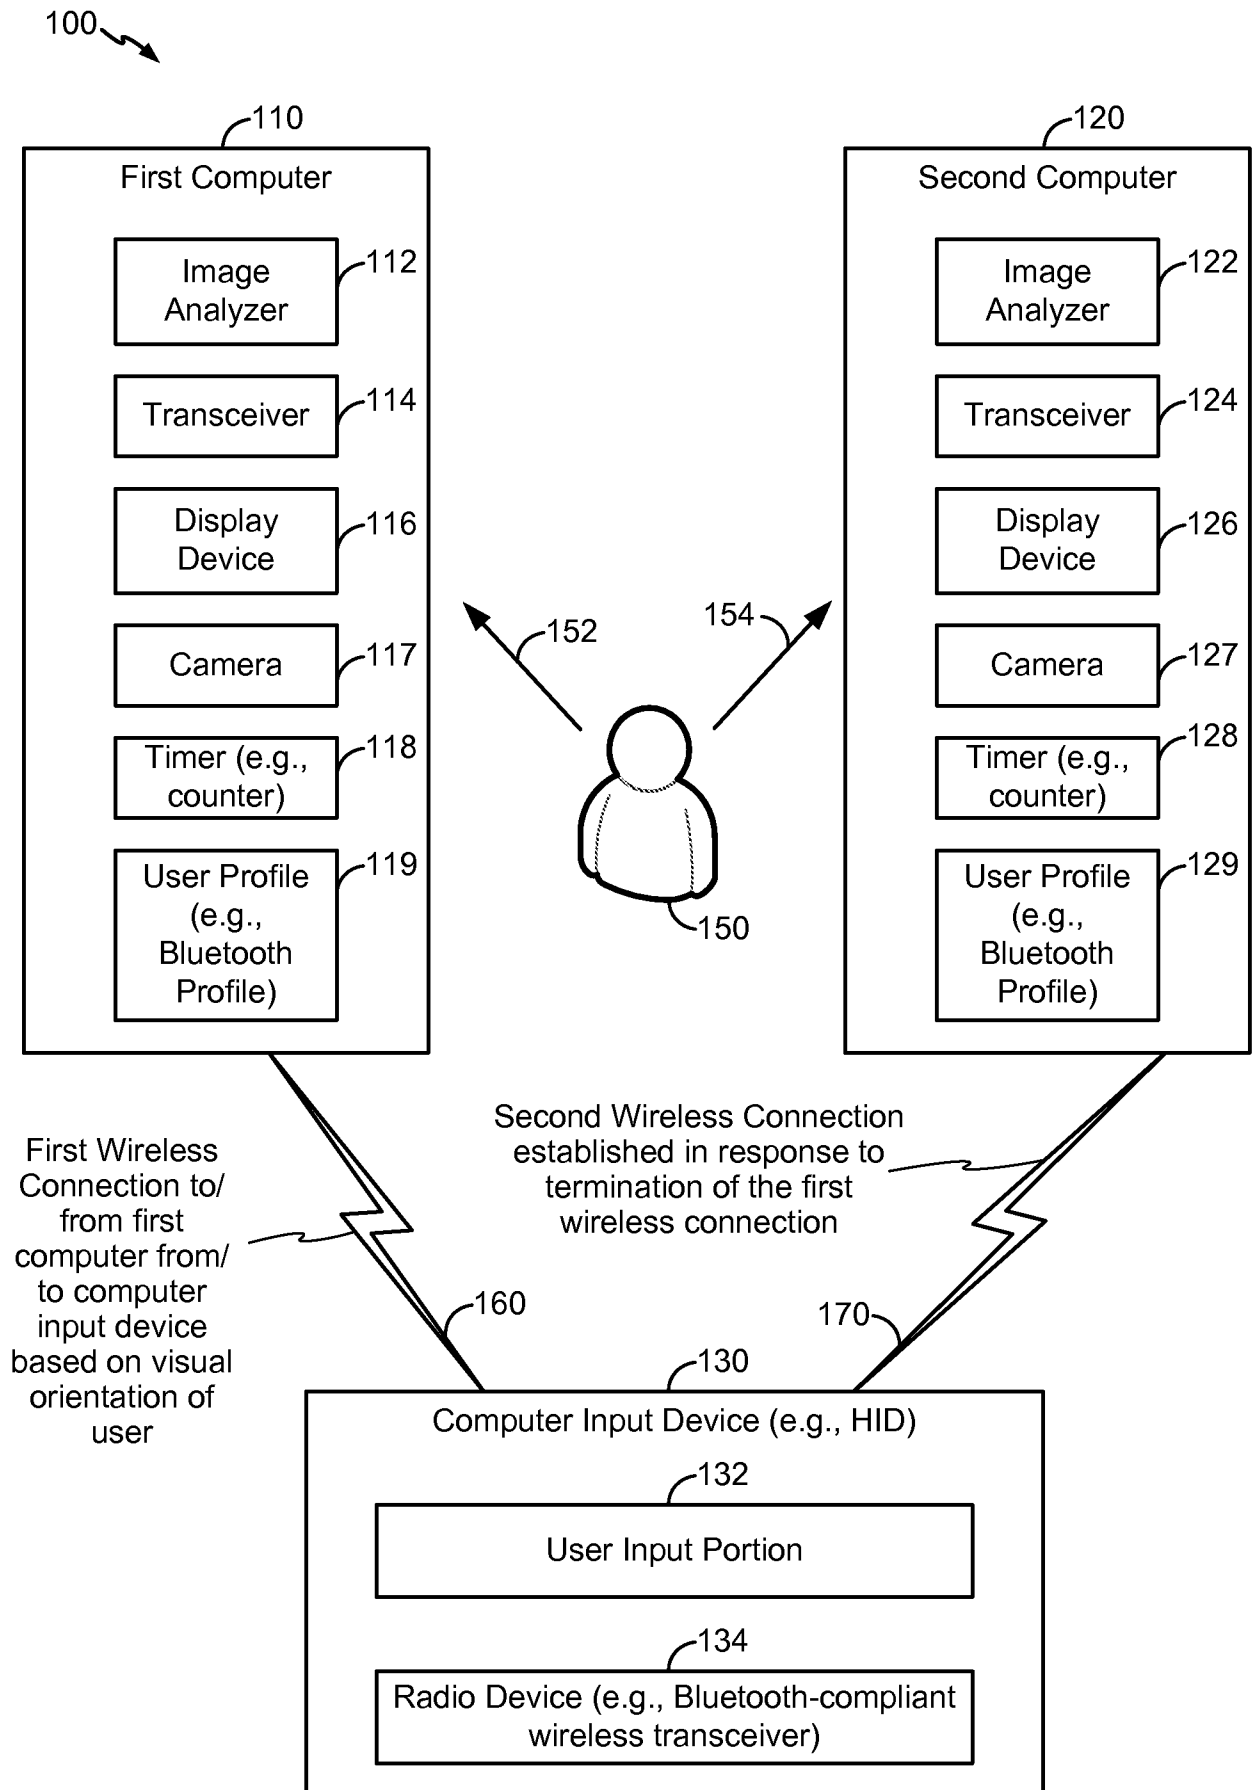 100
110
First Computer
Image
Analyzer
112
Transceiver
114
Display
Device
116
Camera
117
Timer (e.g.,
counter)
118
User Profile
(e.g.,
Bluetooth
Profile)
119
120
Second Computer
Image
Analyzer
122
Transceiver
124
Display
Device
126
Camera
127
Timer (e.g.,
counter)
128
User Profile
(e.g.,
Bluetooth
Profile)
129
152
154
150
First Wireless
Connection to/
from first
computer from/
to computer
input device
based on visual
orientation of
user
160
Second Wireless Connection
established in response to
termination of the first
wireless connection
170
130
Computer Input Device (e.g., HID)
132
User Input Portion
134
Radio Device (e.g., Bluetooth-compliant
wireless transceiver)